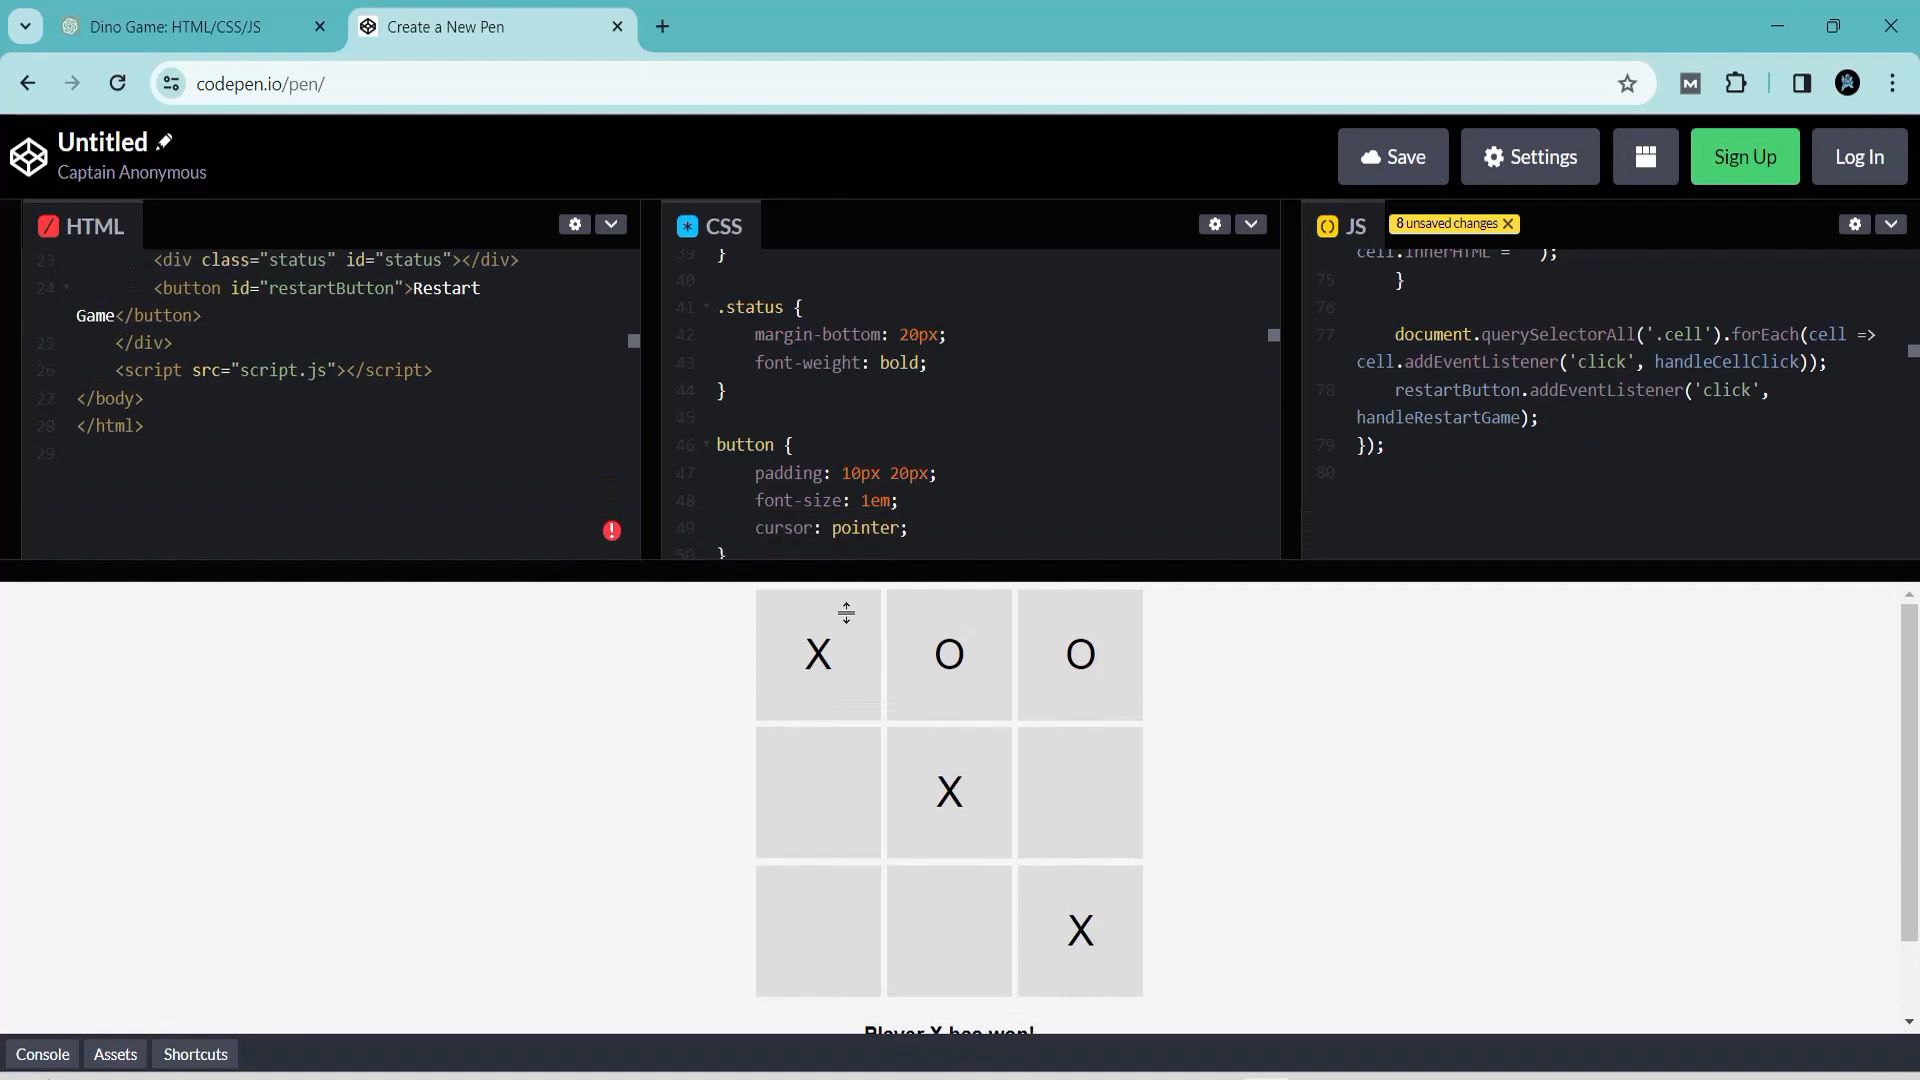 Dino Game: HTML/CSS/JS
Create a New Pen
codepen.io/pen/
M
Untitled
Captain Anonymous
Save
Settings
Sign Up
Log In
HTML
23 <div class="status" id="status"></div>
24 <button id="restartButton">Restart
Game</button>
25 </div>
26 <script src="script.js"></script>
27 </body>
28 </html>
29
CSS
39 }
40
41 .status {
42 margin-bottom: 20px;
43 font-weight: bold;
44 }
45
46 button {
47 padding: 10px 20px;
48 font-size: 1em;
49 cursor: pointer;
50 }
JS
8 unsaved changes
cell.innerHTML = );
75 }
76
77 document.querySelectorAll('.cell').forEach(cell =>
cell.addEventListener('click', handleCellClick));
78 restartButton.addEventListener('click',
handleRestartGame);
79 });
80
X O O
X
X
Player X has won!
Console
Assets
Shortcuts